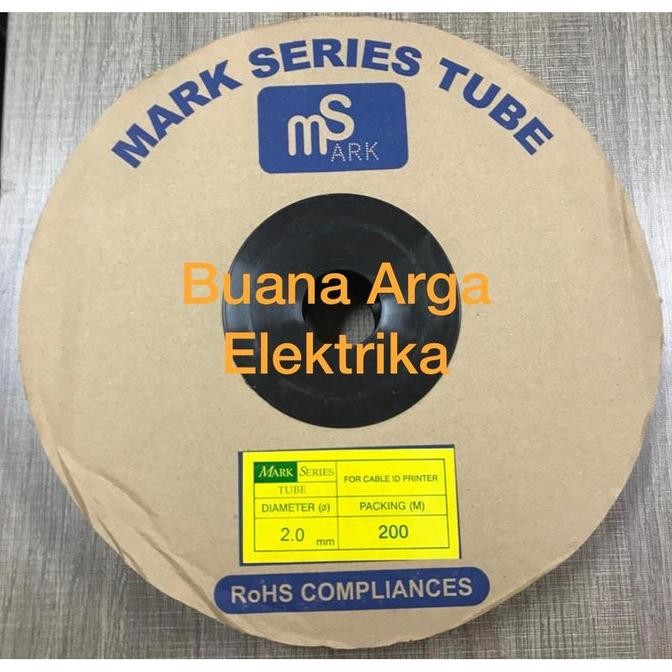 MARK SERIES TUBE
mS
ARK
Buana Arga
Elektrika
MARK SERIES
TUBE
FOR CABLE ID PRINTER
DIAMETER (ø)
PACKING (M)
2.0 mm
200
RoHS COMPLIANCES